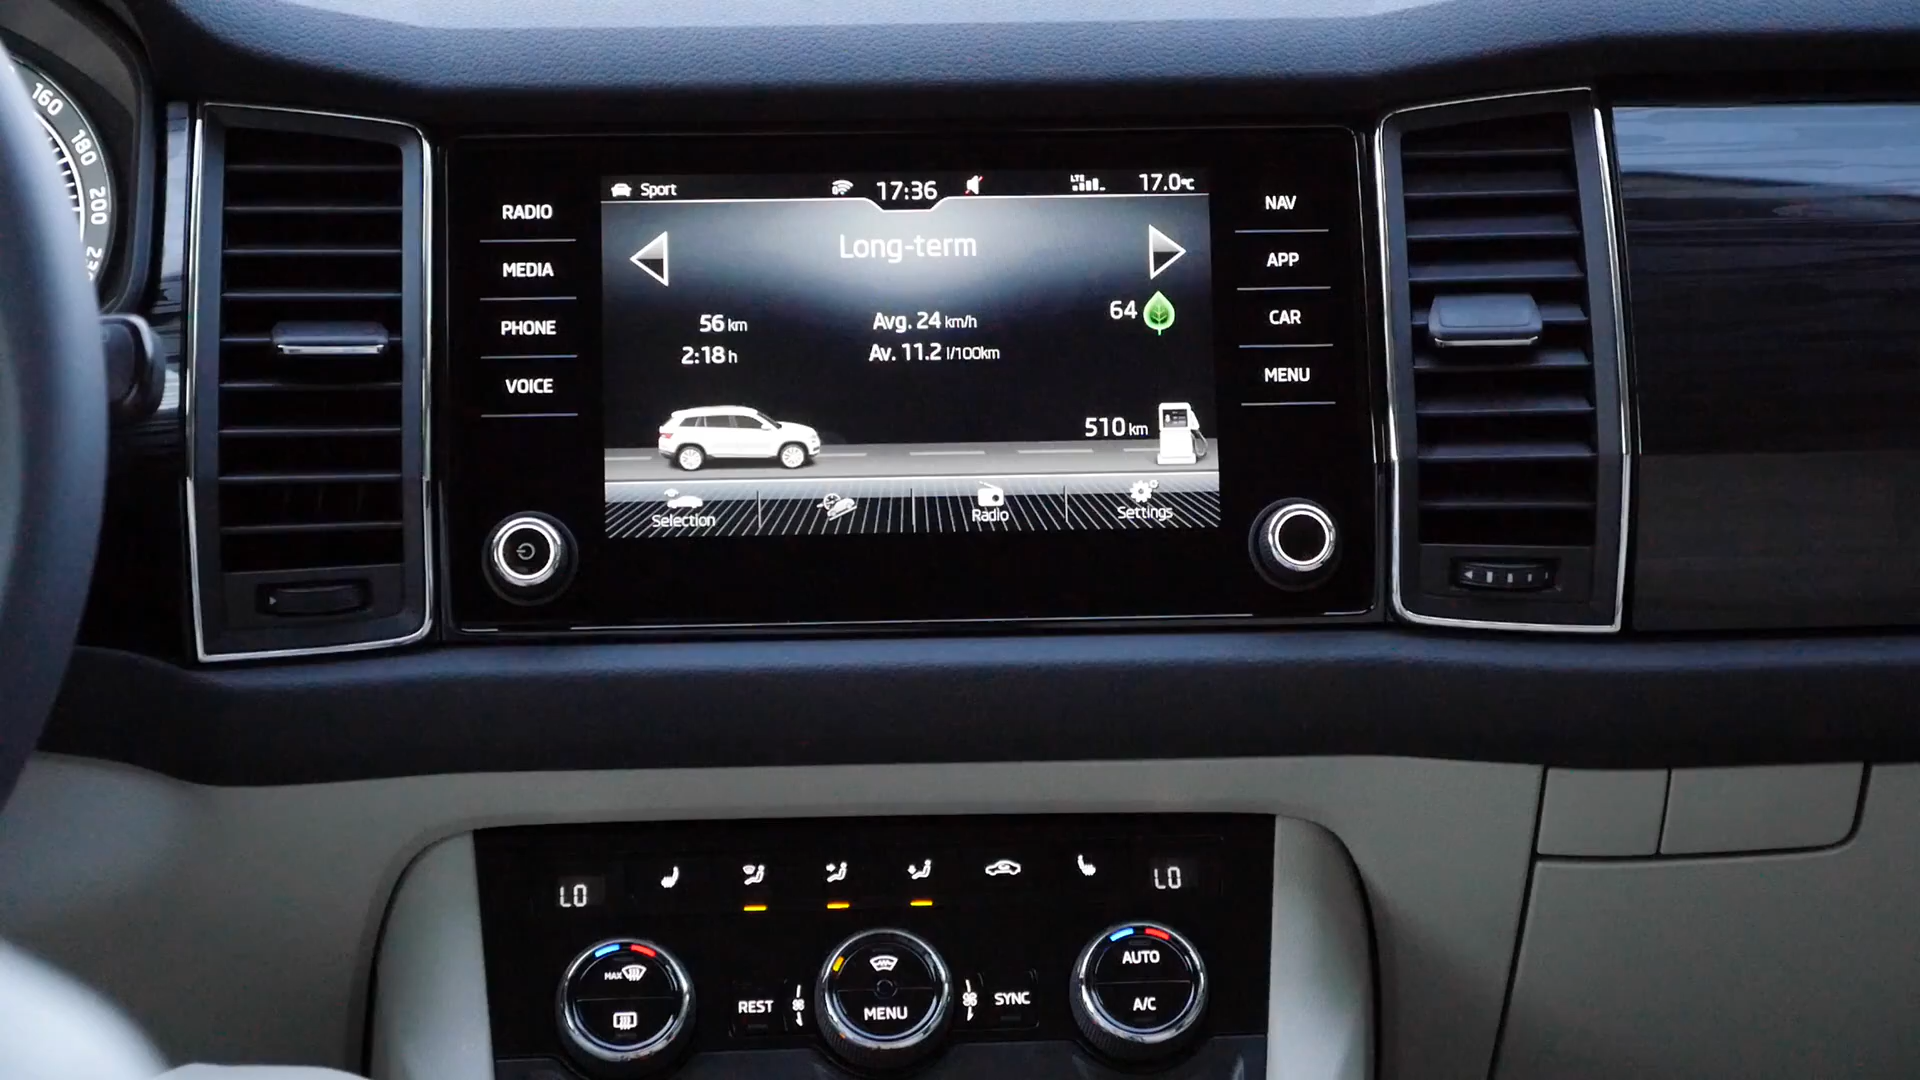 160
180
200
RADIO
MEDIA
PHONE
VOICE
Sport
17:36
LTE
17.0°C
Long-term
56 km
2:18 h
Avg. 24 km/h
Av. 11.2 l/100km
64
510 km
Selection
Radio
Settings
NAV
APP
CAR
MENU
LO
LO
MAX
REST
MENU
SYNC
AUTO
A/C